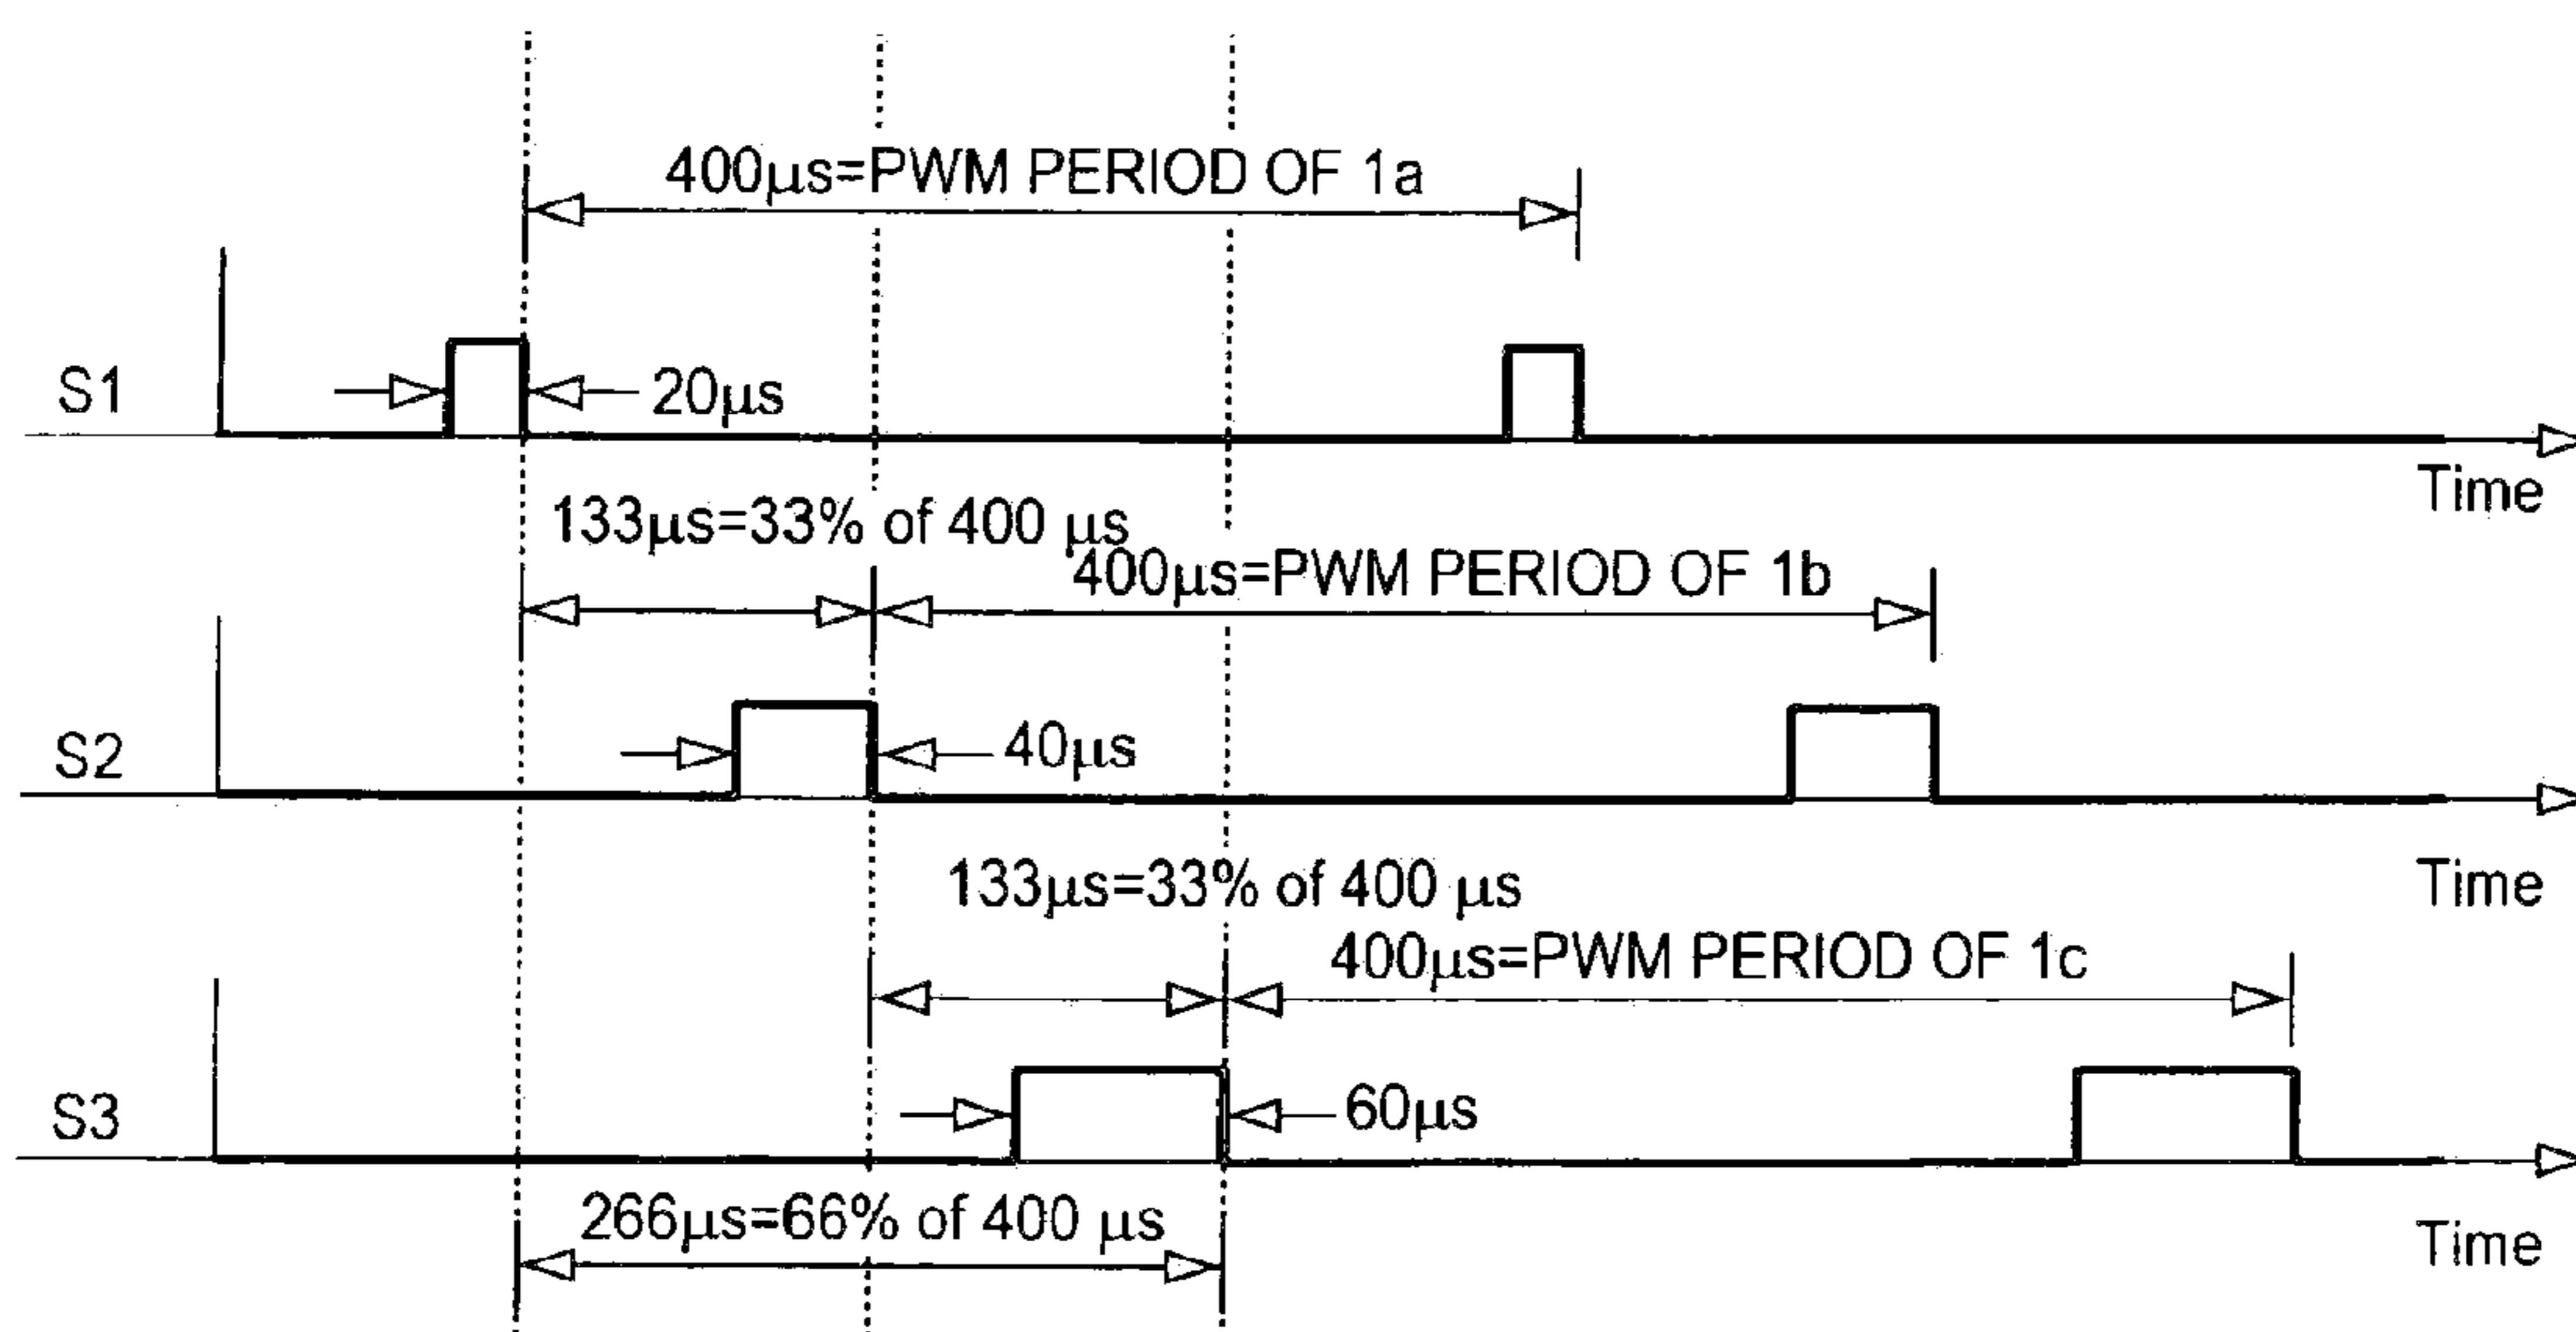 400μs=PWM PERIOD OF 1a
S1
20μs
Time
133μs=33% of 400 μs
400μs=PWM PERIOD OF 1b
S2
40μs
Time
133μs=33% of 400 μs
400μs=PWM PERIOD OF 1c
S3
60μs
Time
266μs=66% of 400 μs